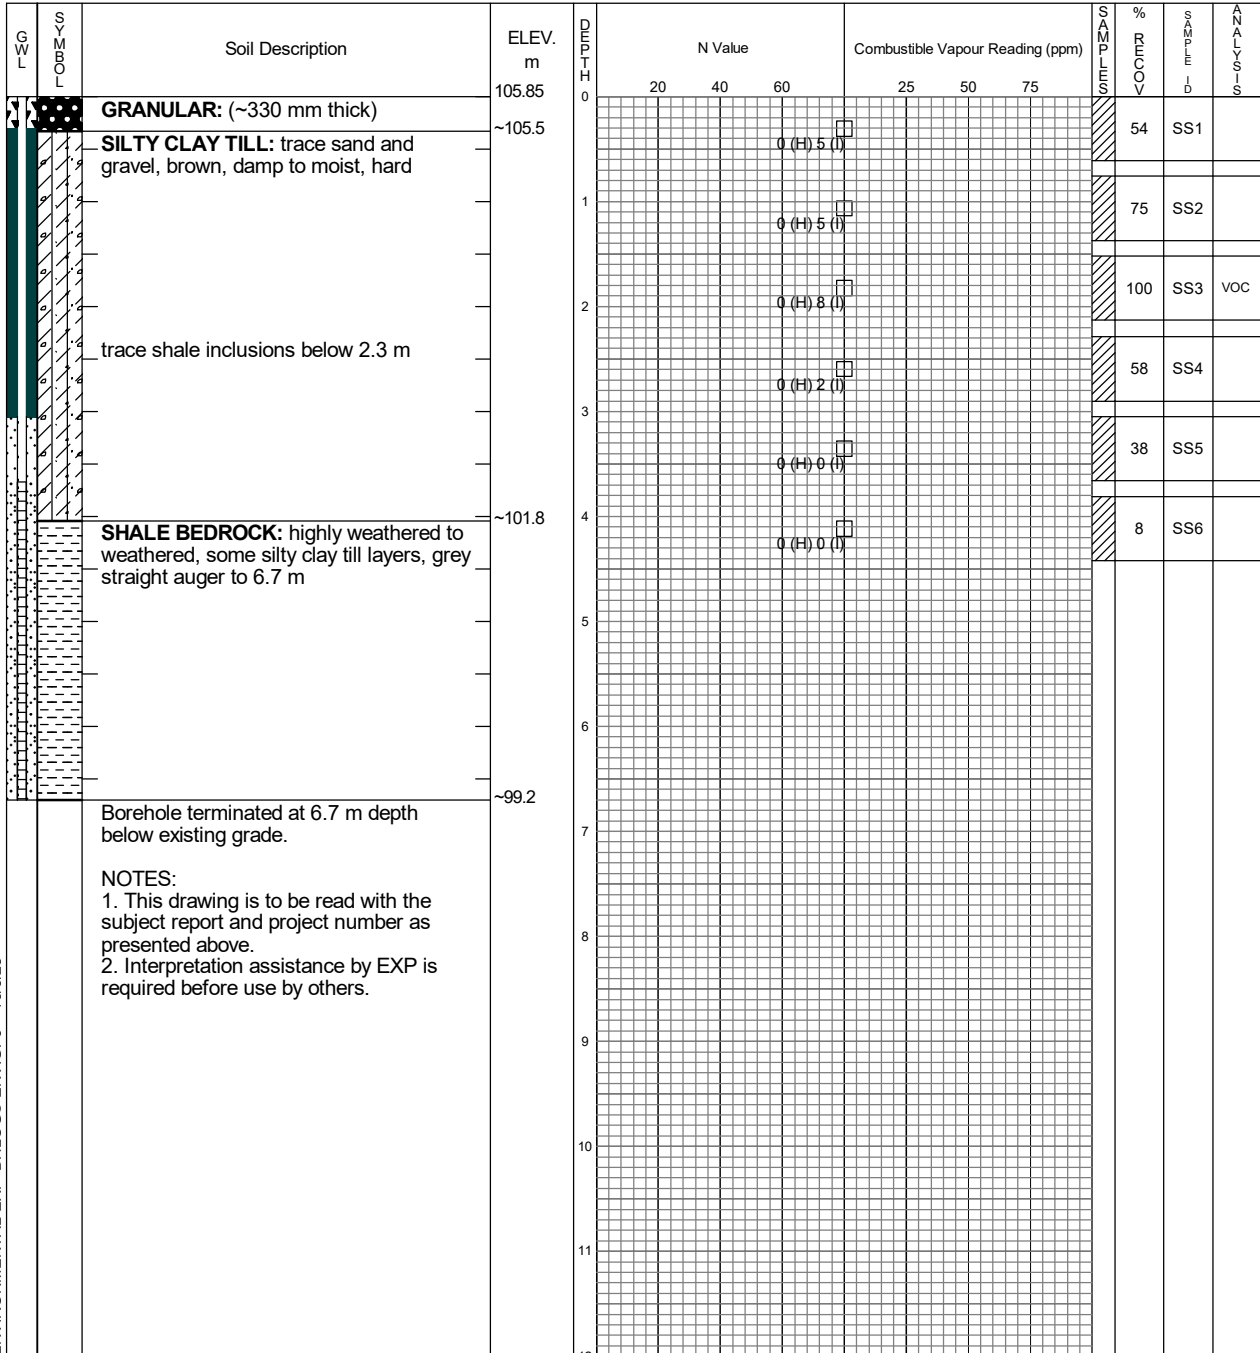 GWL
SYMBOL
Soil Description
ELEV.
m
DEPTH
N Value
Combustible Vapour Reading (ppm)
SAMPLES
% RECOV
SAMPLE ID
ANALYSIS
20 40 60 25 50 75
105.85
0
GRANULAR: (~330 mm thick)
~105.5
SILTY CLAY TILL: trace sand and
gravel, brown, damp to moist, hard
0 (H) 5 (I)
54 SS1
1
0 (H) 5 (I)
75 SS2
0 (H) 8 (I)
100 SS3 VOC
2
trace shale inclusions below 2.3 m
0 (H) 2 (I)
58 SS4
3
0 (H) 0 (I)
38 SS5
4
~101.8
SHALE BEDROCK: highly weathered to
weathered, some silty clay till layers, grey
straight auger to 6.7 m
0 (H) 0 (I)
8 SS6
5
6
~99.2
Borehole terminated at 6.7 m depth
below existing grade.
7
NOTES:
1. This drawing is to be read with the
subject report and project number as
presented above.
2. Interpretation assistance by EXP is
required before use by others.
8
9
10
11